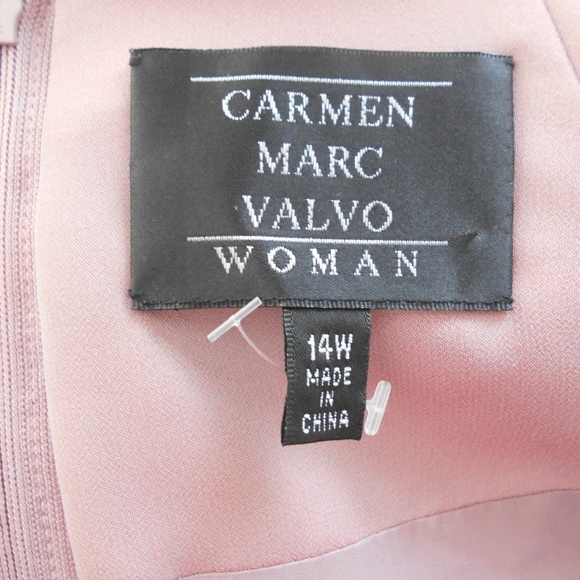 CARMEN
MARC
VALVO
WOMAN
14W
MADE
IN
CHINA